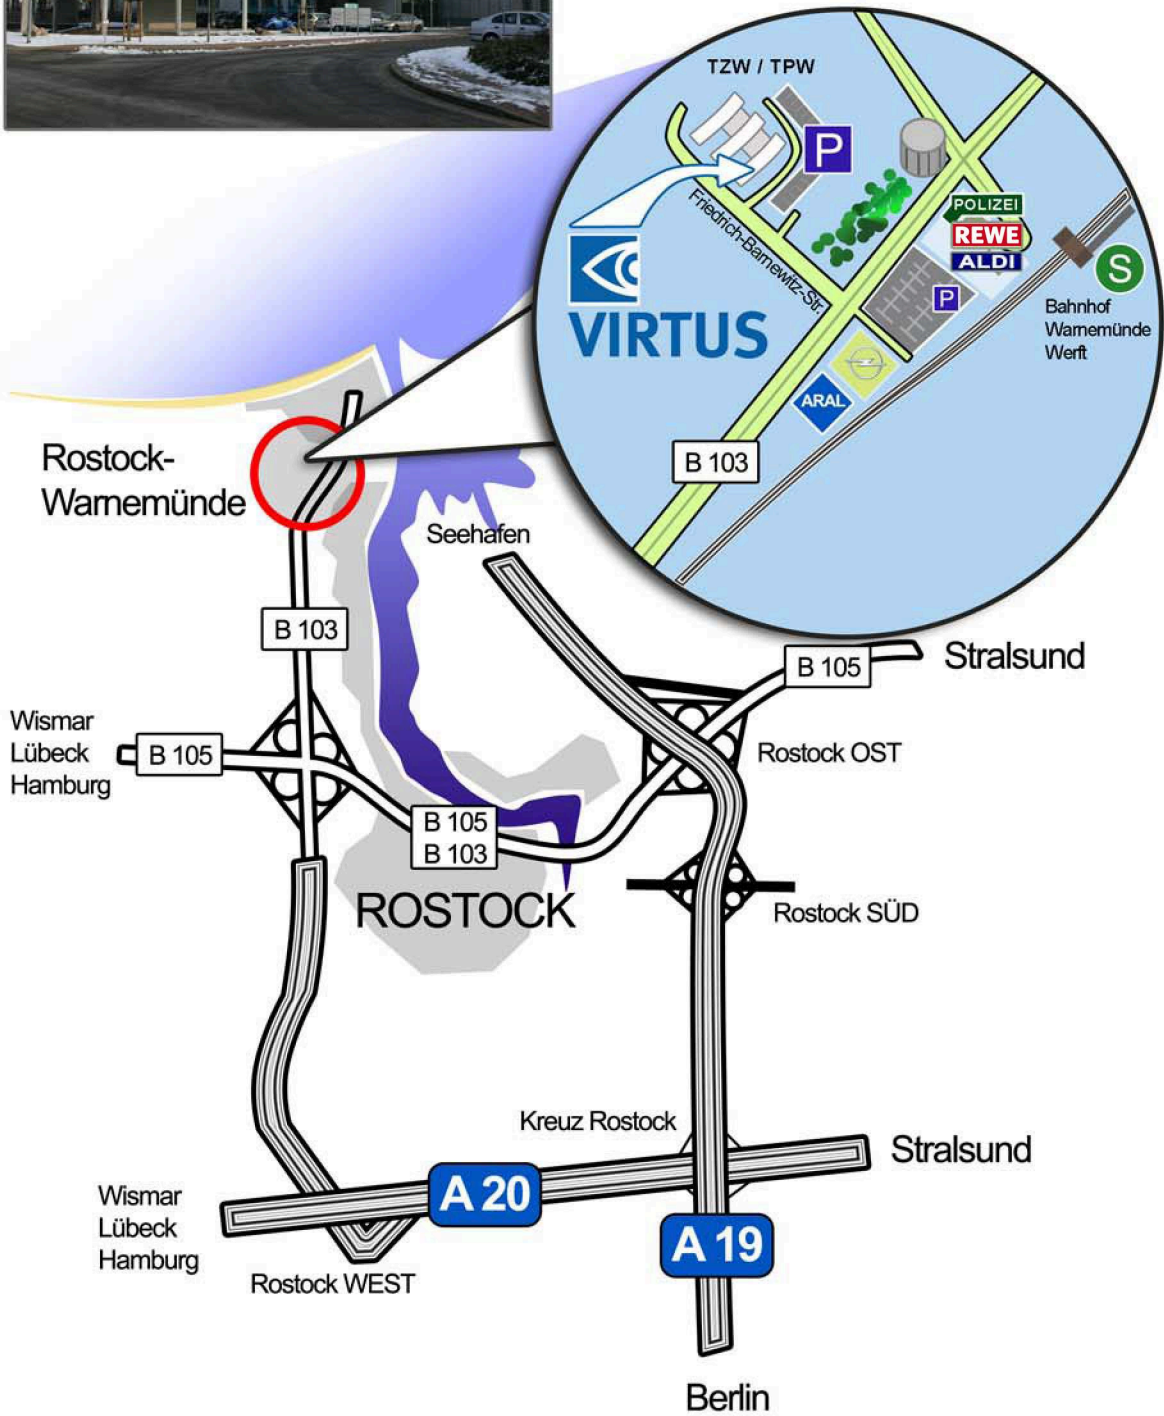 TZW / TPW
P
Friedrich-Barnewitz-Str.
POLIZEI
REWE
ALDI
P
S
Bahnhof
Warnemünde
Werft
VIRTUS
ARAL
B 103
Rostock-
Warnemünde
Seehafen
B 103
B 105
Stralsund
Wismar
Lübeck
Hamburg
B 105
Rostock OST
B 105
B 103
ROSTOCK
Rostock SÜD
Kreuz Rostock
Stralsund
A 20
Wismar
Lübeck
Hamburg
A 19
Rostock WEST
Berlin